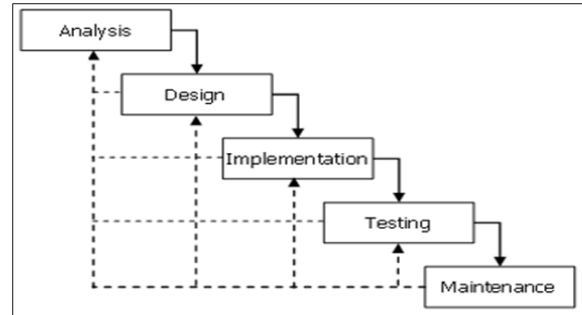 Analysis
Design
Implementation
Testing
Maintenance